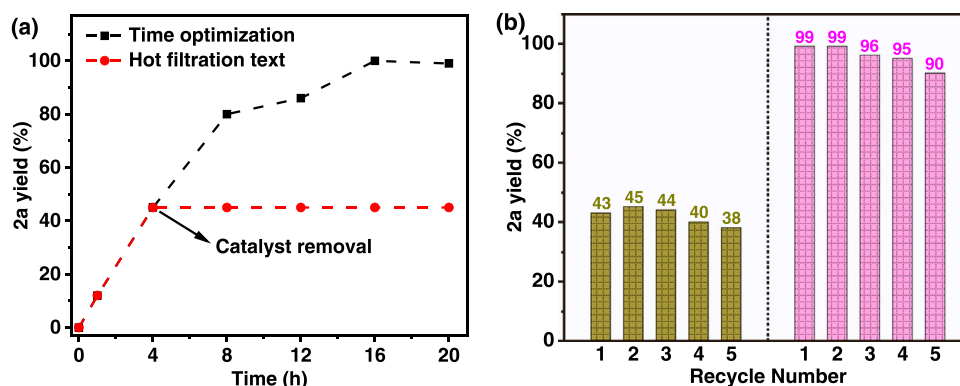 (a)
Time optimization
Hot filtration text
100
80
60
40
20
0
2a yield (%)
Catalyst removal
0 4 8 12 16 20
Time (h)
(b)
100
80
60
40
20
0
2a yield (%)
43 45 44 40 38
99 99 96 95 90
1 2 3 4 5 1 2 3 4 5
Recycle Number